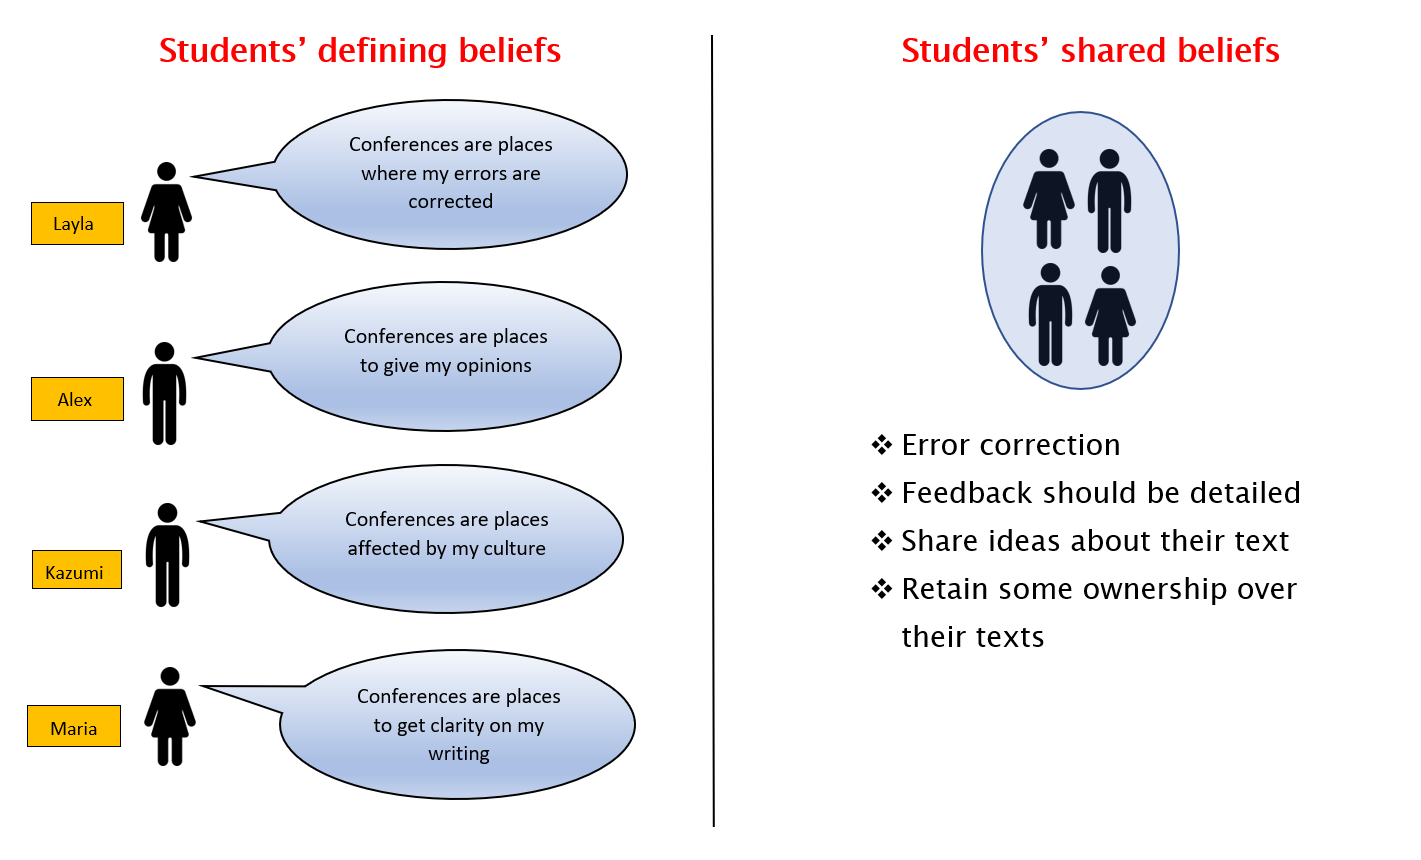 Students’ defining beliefs
Layla
Conferences are places
where my errors are
corrected
Alex
Conferences are places
to give my opinions
Kazumi
Conferences are places
affected by my culture
Maria
Conferences are places
to get clarity on my
writing
Students’ shared beliefs
❖ Error correction
❖ Feedback should be detailed
❖ Share ideas about their text
❖ Retain some ownership over
their texts